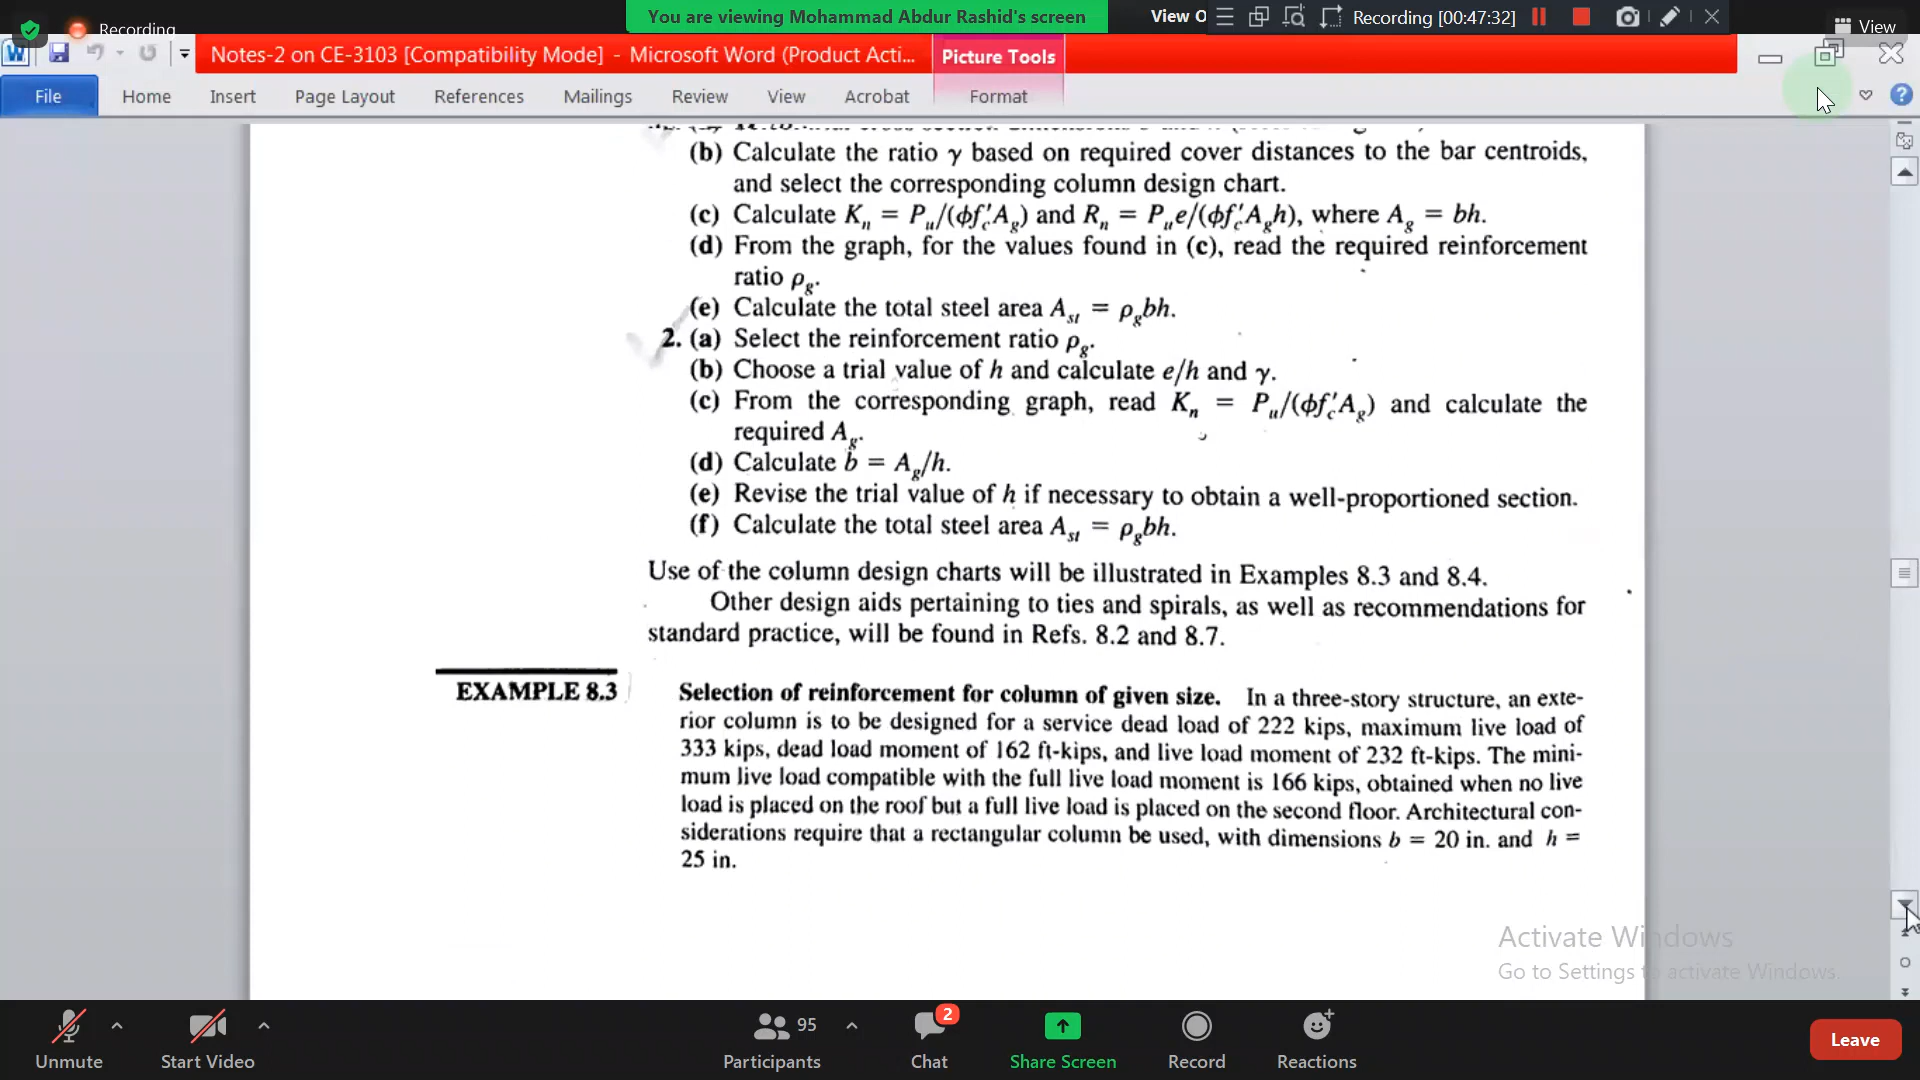 Recording
You are viewing Mohammad Abdur Rashid's screen
View O
Recording [00:47:32]
View
Notes-2 on CE-3103 [Compatibility Mode] - Microsoft Word (Product Acti...
Picture Tools
File Home Insert Page Layout References Mailings Review View Acrobat Format
(b) Calculate the ratio γ based on required cover distances to the bar centroids,
and select the corresponding column design chart.
(c) Calculate Kn = Pu/(ϕfc′Ag) and Rn = Pue/(ϕfc′Agh), where Ag = bh.
(d) From the graph, for the values found in (c), read the required reinforcement
ratio ρg.
(e) Calculate the total steel area Ast = ρgbh.
2. (a) Select the reinforcement ratio ρg.
(b) Choose a trial value of h and calculate e/h and γ.
(c) From the corresponding graph, read Kn = Pu/(ϕfc′Ag) and calculate the
required Ag.
(d) Calculate b = Ag/h.
(e) Revise the trial value of h if necessary to obtain a well-proportioned section.
(f) Calculate the total steel area Ast = ρgbh.
Use of the column design charts will be illustrated in Examples 8.3 and 8.4.
Other design aids pertaining to ties and spirals, as well as recommendations for
standard practice, will be found in Refs. 8.2 and 8.7.
EXAMPLE 8.3
Selection of reinforcement for column of given size. In a three-story structure, an exte-
rior column is to be designed for a service dead load of 222 kips, maximum live load of
333 kips, dead load moment of 162 ft-kips, and live load moment of 232 ft-kips. The mini-
mum live load compatible with the full live load moment is 166 kips, obtained when no live
load is placed on the roof but a full live load is placed on the second floor. Architectural con-
siderations require that a rectangular column be used, with dimensions b = 20 in. and h =
25 in.
Activate Windows
Go to Settings to activate Windows.
Unmute
Start Video
95
Participants
2
Chat
Share Screen
Record
Reactions
Leave